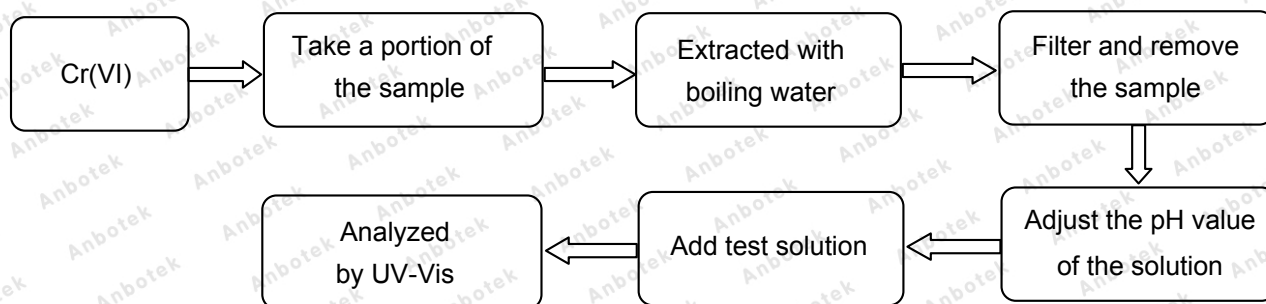 Cr(VI)
Take a portion of
the sample
Extracted with
boiling water
Filter and remove
the sample
Adjust the pH value
of the solution
Add test solution
Analyzed
by UV-Vis
Anbotek